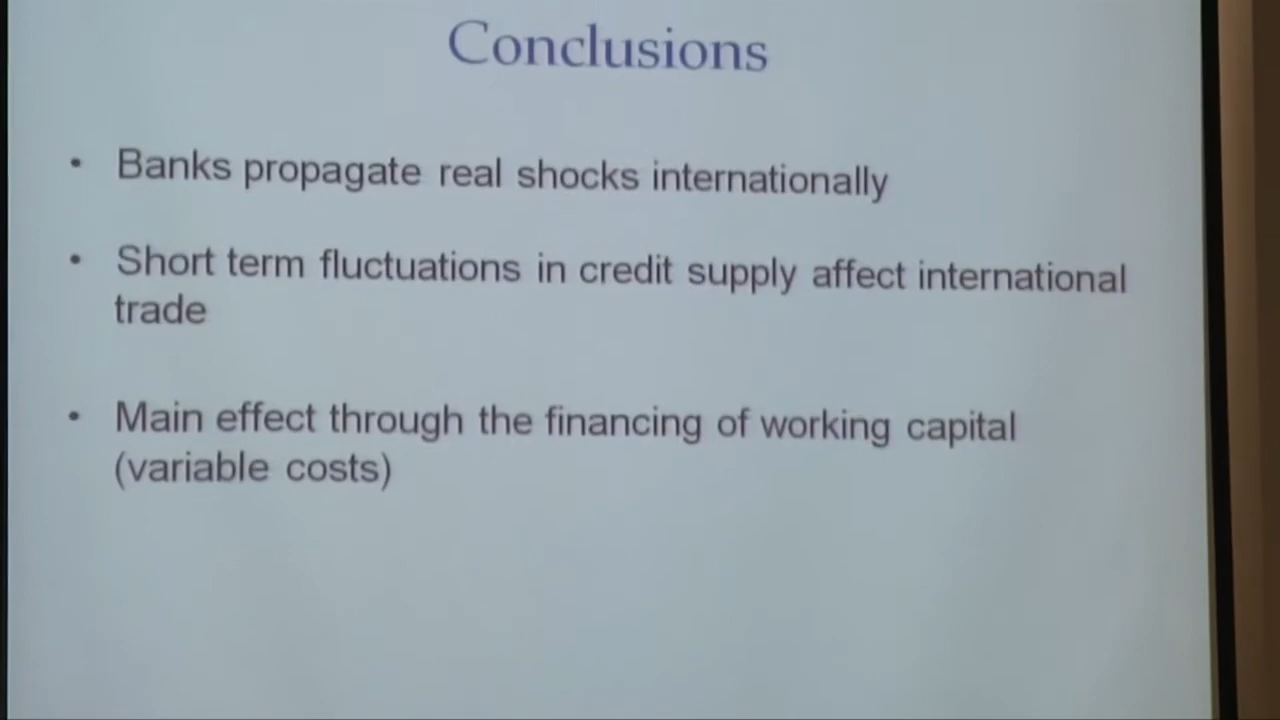 Conclusions
• Banks propagate real shocks internationally
• Short term fluctuations in credit supply affect international
trade
• Main effect through the financing of working capital
(variable costs)